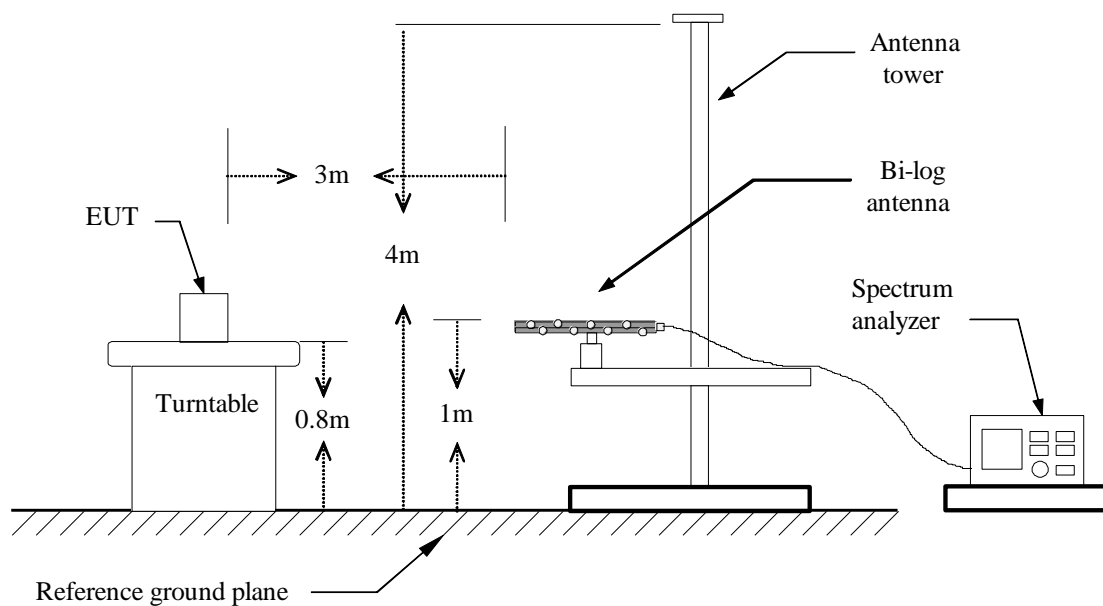 Antenna
tower
3m
Bi-log
antenna
EUT
4m
Spectrum
analyzer
Turntable
0.8m
1m
Reference ground plane